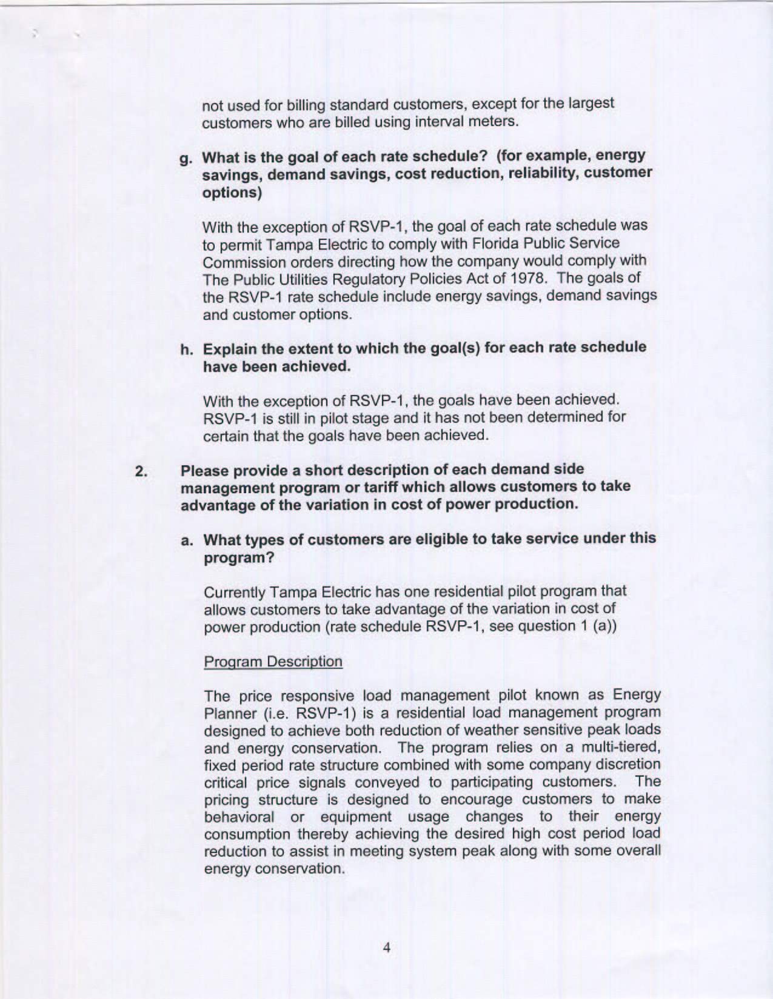 not used for billing standard customers, except for the largest
customers who are billed using interval meters.
g. What is the goal of each rate schedule? (for example, energy
savings, demand savings, cost reduction, reliability, customer
options)
With the exception of RSVP-1, the goal of each rate schedule was
to permit Tampa Electric to comply with Florida Public Service
Commission orders directing how the company would comply with
The Public Utilities Regulatory Policies Act of 1978. The goals of
the RSVP-1 rate schedule include energy savings, demand savings
and customer options.
h. Explain the extent to which the goal(s) for each rate schedule
have been achieved.
With the exception of RSVP-1, the goals have been achieved.
RSVP-1 is still in pilot stage and it has not been determined for
certain that the goals have been achieved.
2. Please provide a short description of each demand side
management program or tariff which allows customers to take
advantage of the variation in cost of power production.
a. What types of customers are eligible to take service under this
program?
Currently Tampa Electric has one residential pilot program that
allows customers to take advantage of the variation in cost of
power production (rate schedule RSVP-1, see question 1 (a))
Program Description
The price responsive load management pilot known as Energy
Planner (i.e. RSVP-1) is a residential load management program
designed to achieve both reduction of weather sensitive peak loads
and energy conservation. The program relies on a multi-tiered,
fixed period rate structure combined with some company discretion
critical price signals conveyed to participating customers. The
pricing structure is designed to encourage customers to make
behavioral or equipment usage changes to their energy
consumption thereby achieving the desired high cost period load
reduction to assist in meeting system peak along with some overall
energy conservation.
4